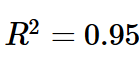 R² = 0.95